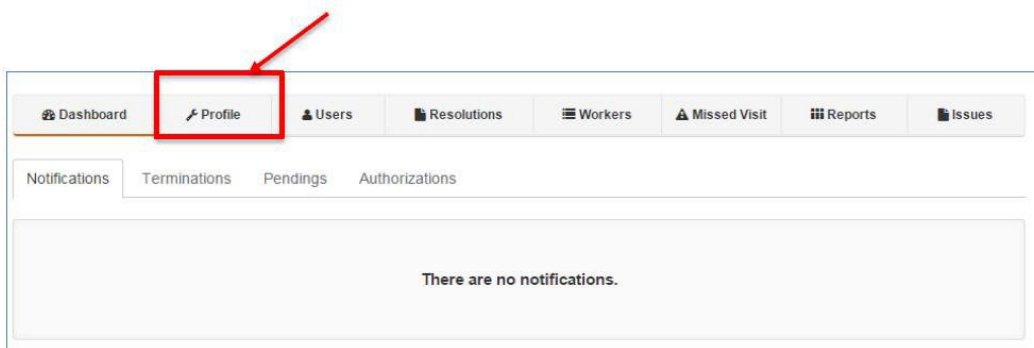 Dashboard Profile Users Resolutions Workers Missed Visit Reports Issues
Notifications Terminations Pendings Authorizations
There are no notifications.